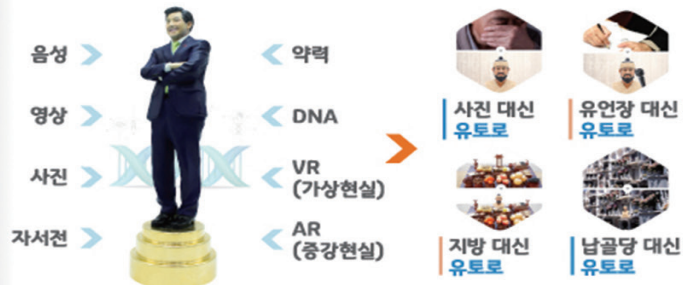 음성
영상
사진
자서전
약력
DNA
VR
(가상현실)
AR
(증강현실)
사진 대신
유토로
유언장 대신
유토로
지방 대신
유토로
납골당 대신
유토로